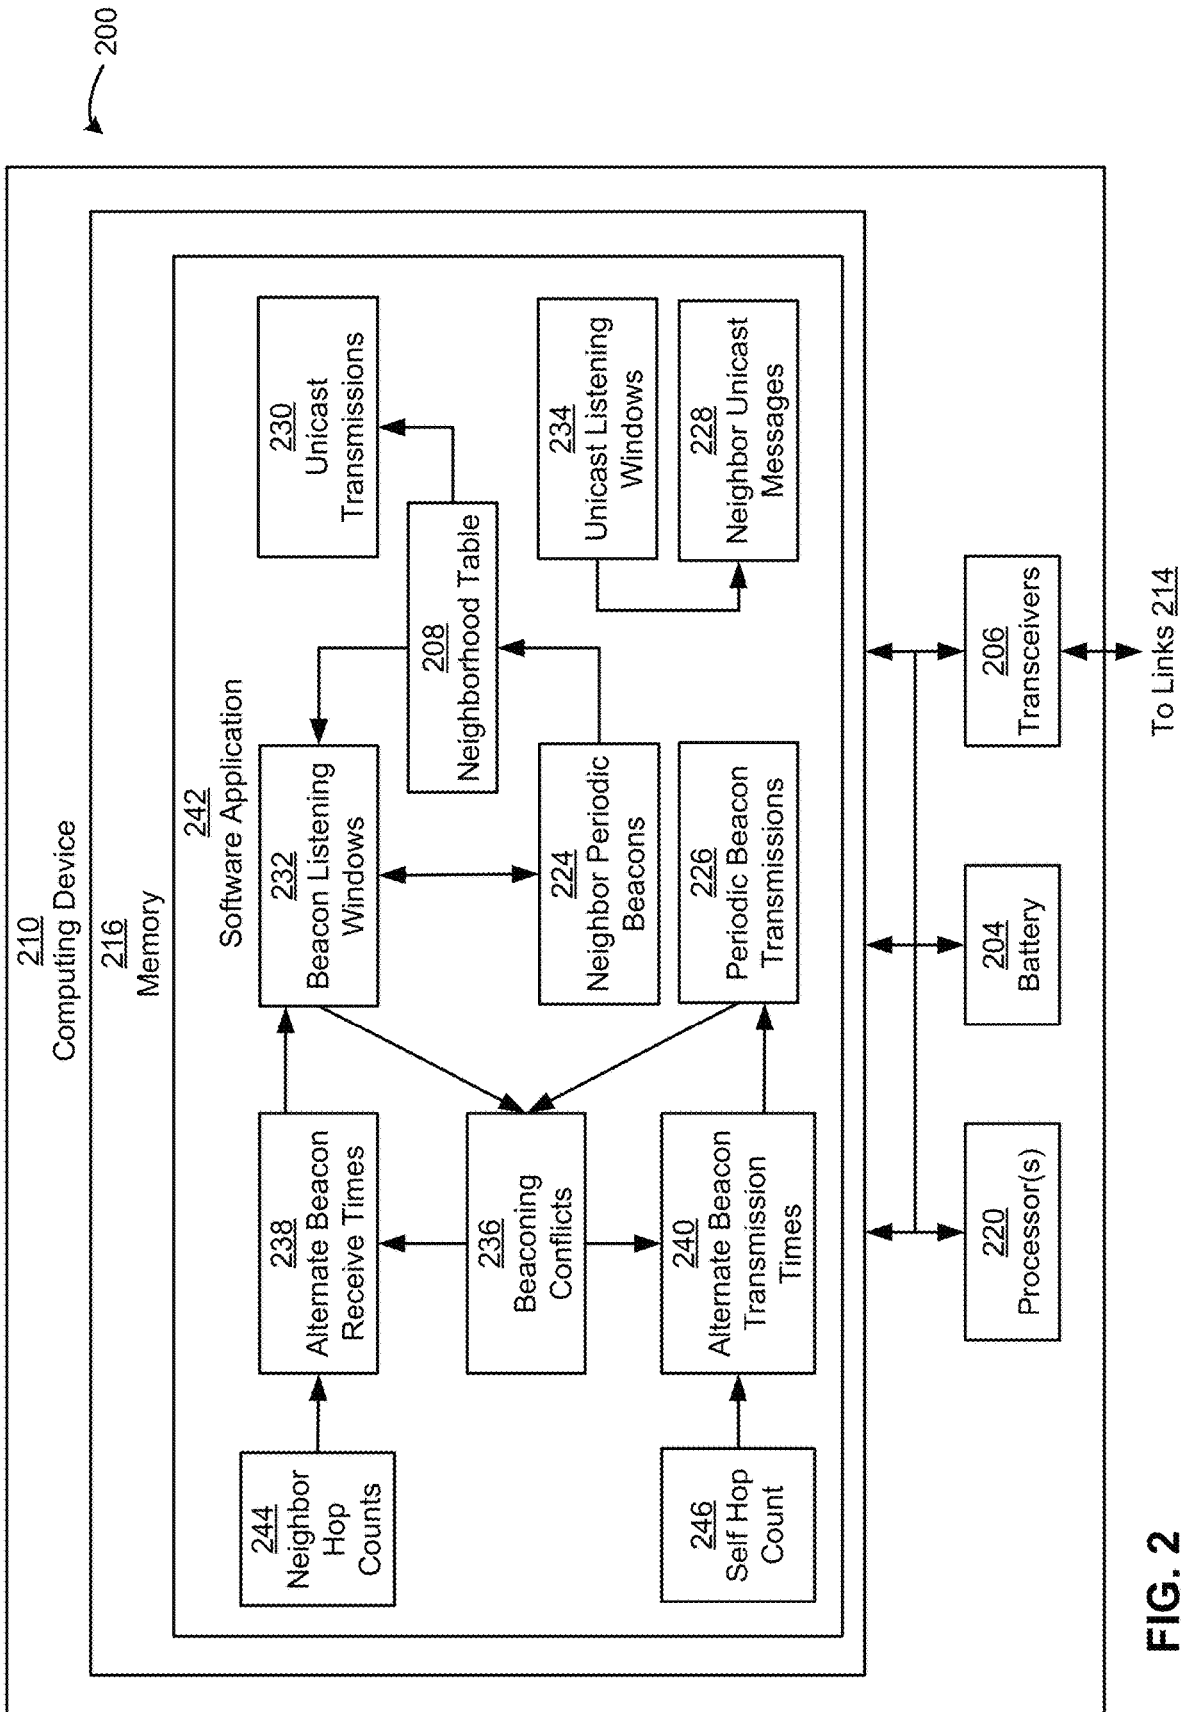 200
210
Computing Device
216
Memory
242
Software Application
244
Neighbor
Hop
Counts
238
Alternate Beacon
Receive Times
232
Beacon Listening
Windows
230
Unicast
Transmissions
208
Neighborhood Table
236
Beaconing
Conflicts
224
Neighbor Periodic
Beacons
234
Unicast Listening
Windows
246
Self Hop
Count
240
Alternate Beacon
Transmission
Times
226
Periodic Beacon
Transmissions
228
Neighbor Unicast
Messages
220
Processor(s)
204
Battery
206
Transceivers
To Links 214
FIG. 2